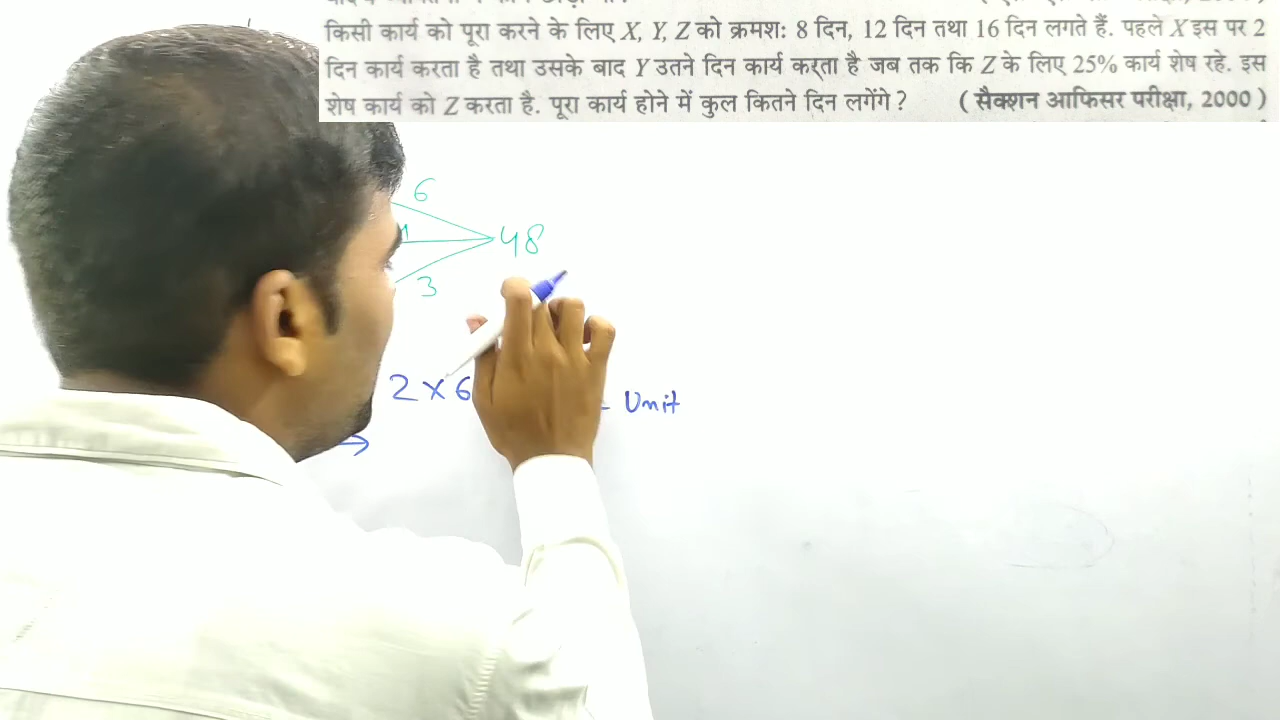 किसी कार्य को पूरा करने के लिए X, Y, Z को क्रमश: 8 दिन, 12 दिन तथा 16 दिन लगते हैं. पहले X इस पर 2
दिन कार्य करता है तथा उसके बाद Y उतने दिन कार्य करता है जब तक कि Z के लिए 25% कार्य शेष रहे. इस
शेष कार्य को Z करता है. पूरा कार्य होने में कुल कितने दिन लगेंगे ? ( सैक्शन आफिसर परीक्षा, 2000 )
6
48
3
2 × 6 Unit